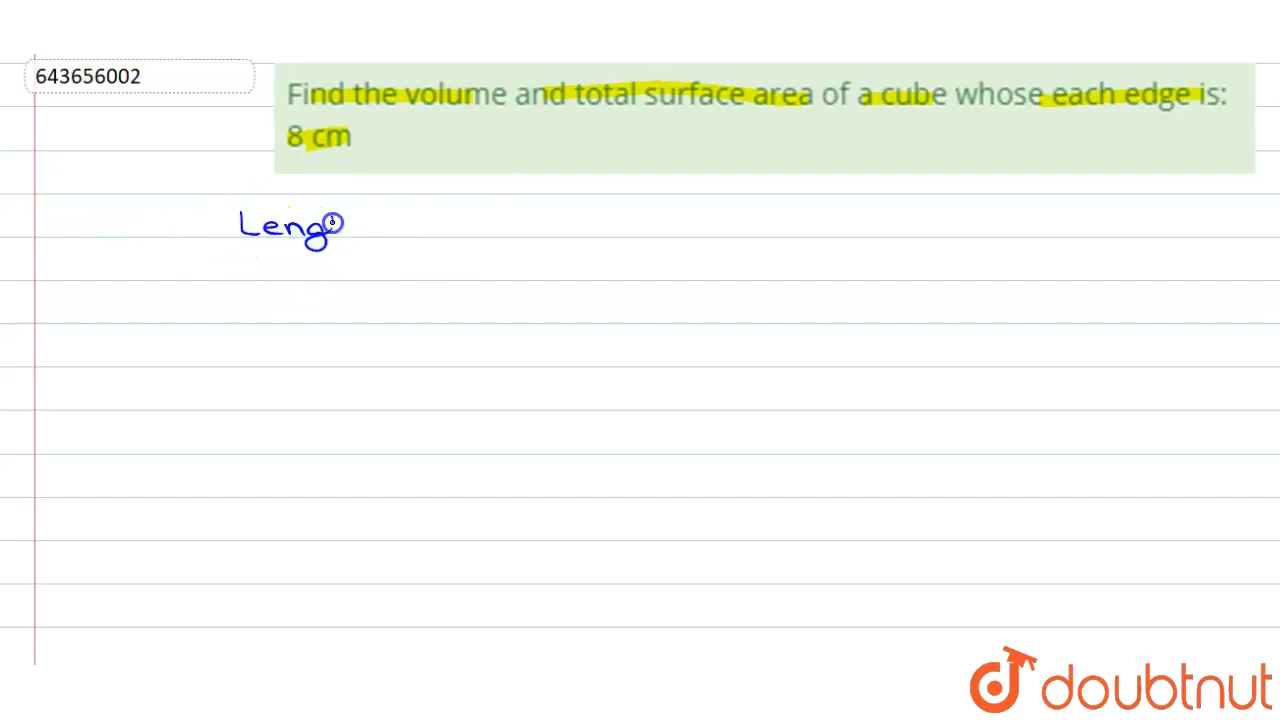 643656002
Find the volume and total surface area of a cube whose each edge is:
8 cm
Leng
doubtnut